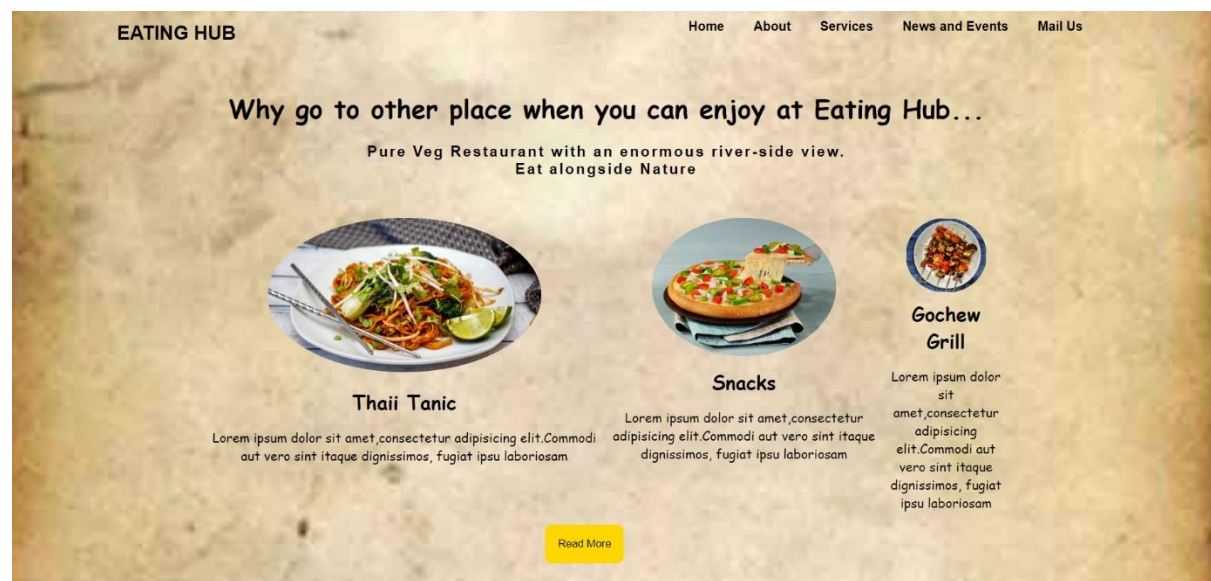 EATING HUB
Home About Services News and Events Mail Us
Why go to other place when you can enjoy at Eating Hub...
Pure Veg Restaurant with an enormous river-side view.
Eat alongside Nature
Thaii Tanic
Lorem ipsum dolor sit amet,consectetur adipisicing elit.Commodi
aut vero sint itaque dignissimos, fugiat ipsu laboriosam
Snacks
Lorem ipsum dolor sit amet,consectetur
adipisicing elit.Commodi aut vero sint itaque
dignissimos, fugiat ipsu laboriosam
Gochew
Grill
Lorem ipsum dolor
sit
amet,consectetur
adipisicing
elit.Commodi aut
vero sint itaque
dignissimos, fugiat
ipsu laboriosam
Read More